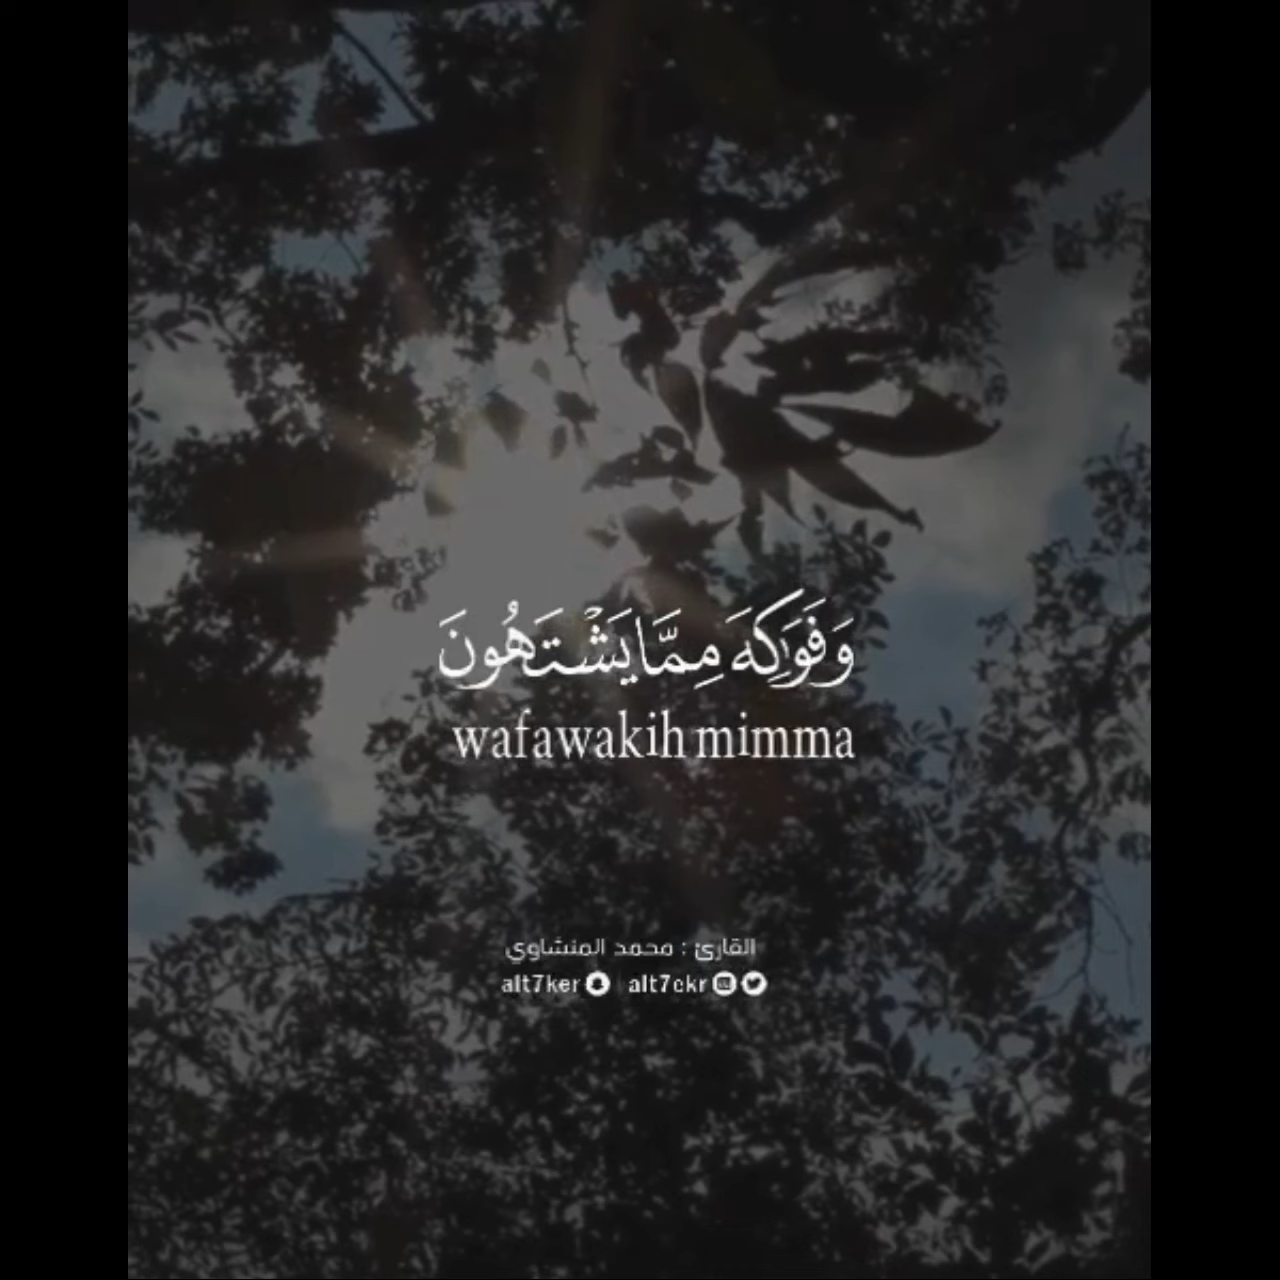 وَفَوَٰكِهَ مِمَّا يَشْتَهُونَ
wafawakih mimma
القارئ : محمد المنشاوي
alt7ker alt7ckr